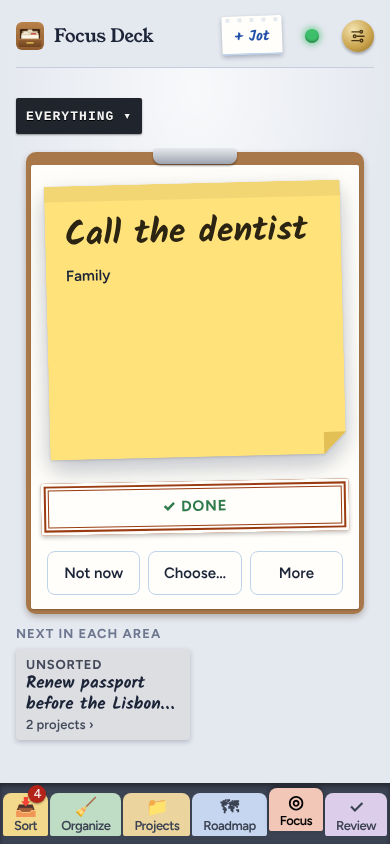 Focus Deck
+ Jot
EVERYTHING ▾
Call the dentist
Family
✓ DONE
Not now
Choose...
More
NEXT IN EACH AREA
UNSORTED
Renew passport
before the Lisbon...
2 projects ›
4
Sort
Organize
Projects
Roadmap
Focus
Review